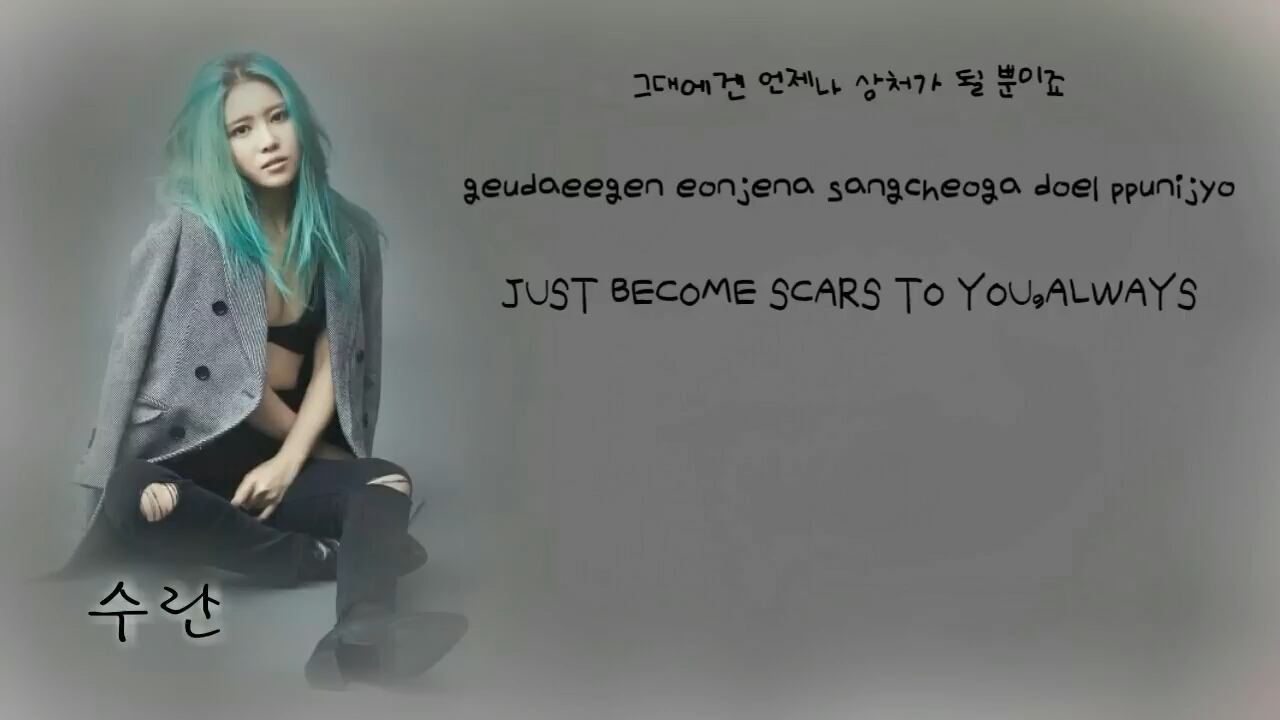 그대에겐 언제나 상처가 될 뿐이죠
geudaeegen eonjena sangcheoga doel ppunijyo
JUST BECOME SCARS TO YOU,ALWAYS
수란